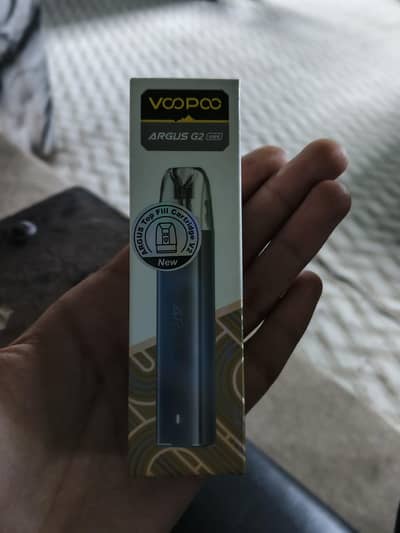 VOOPOO
ARGUS G2 mini
ARGUS Top Fill Cartridge V2
New